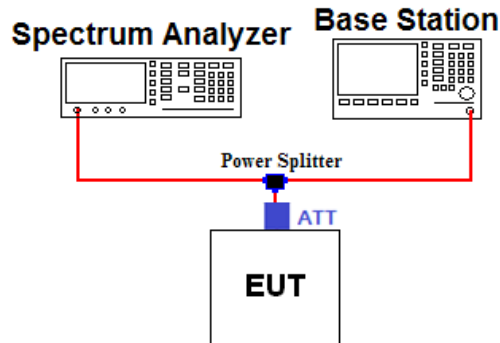 Spectrum Analyzer
Base Station
Power Splitter
ATT
EUT